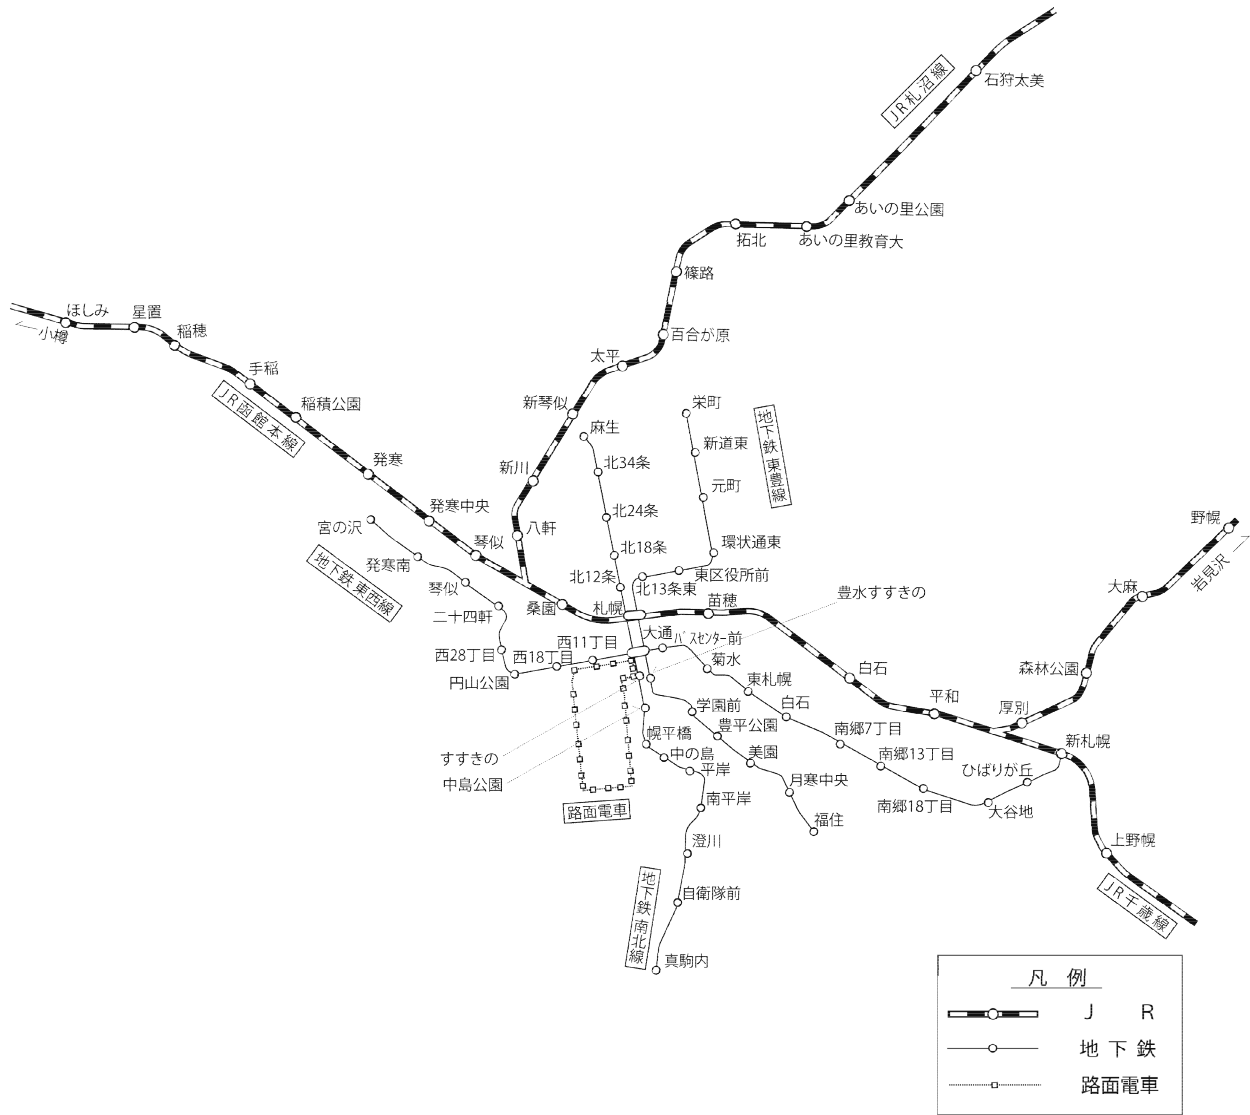 JR札沼線
石狩太美
あいの里公園
あいの里教育大
拓北
篠路
百合が原
太平
新琴似
新川
八軒
ほしみ
星置
小樽
稲穂
手稲
JR函館本線
稲積公園
発寒
発寒中央
琴似
桑園
札幌
苗穂
白石
平和
厚別
森林公園
大麻
野幌
岩見沢
新札幌
上野幌
JR千歳線
地下鉄東西線
宮の沢
発寒南
琴似
二十四軒
西28丁目
円山公園
西18丁目
西11丁目
大通
バスセンター前
菊水
東札幌
白石
南郷7丁目
南郷13丁目
南郷18丁目
大谷地
ひばりが丘
地下鉄東豊線
栄町
新道東
元町
環状通東
東区役所前
北13条東
豊水すすきの
学園前
豊平公園
美園
月寒中央
福住
麻生
北34条
北24条
北18条
北12条
すすきの
中島公園
幌平橋
中の島
平岸
南平岸
澄川
自衛隊前
真駒内
地下鉄南北線
路面電車
凡例
JR
地下鉄
路面電車